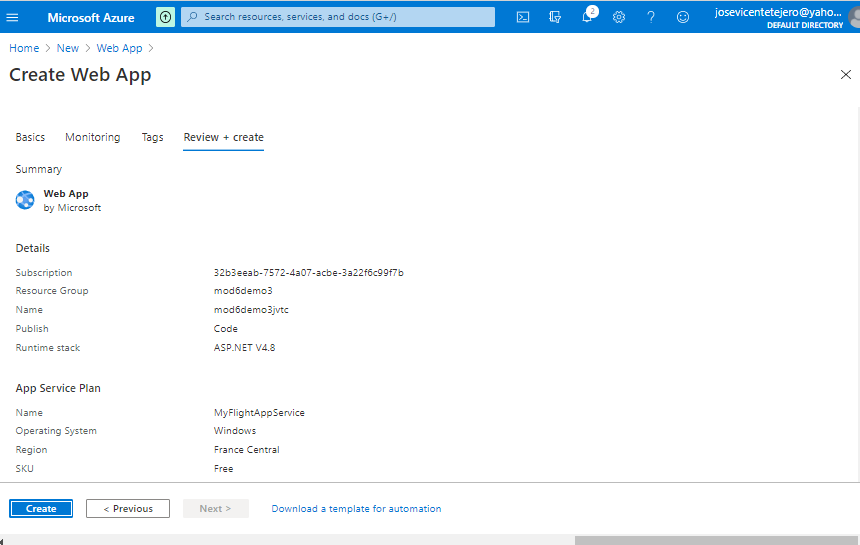 Microsoft Azure
Search resources, services, and docs (G+/)
2
josevicentetejero@yaho...
DEFAULT DIRECTORY
Home > New > Web App >
Create Web App
Basics Monitoring Tags Review + create
Summary
Web App
by Microsoft
Details
Subscription 32b3eeab-7572-4a07-acbe-3a22f6c99f7b
Resource Group mod6demo3
Name mod6demo3jvtc
Publish Code
Runtime stack ASP.NET V4.8
App Service Plan
Name MyFlightAppService
Operating System Windows
Region France Central
SKU Free
Create < Previous Next > Download a template for automation